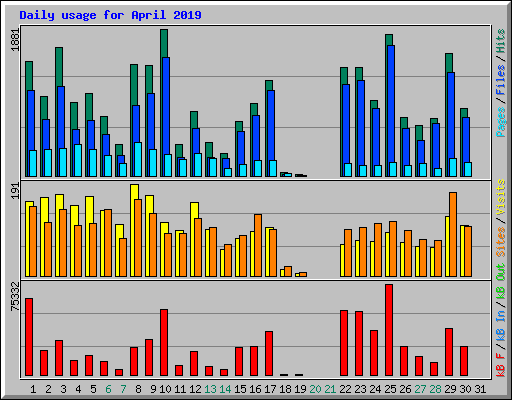 Daily usage for April 2019
1881
Pages / Files / Hits
191
Sites / Visits
75332
kB F / kB In / kB Out
1 2 3 4 5 6 7 8 9 10 11 12 13 14 15 16 17 18 19 20 21 22 23 24 25 26 27 28 29 30 31